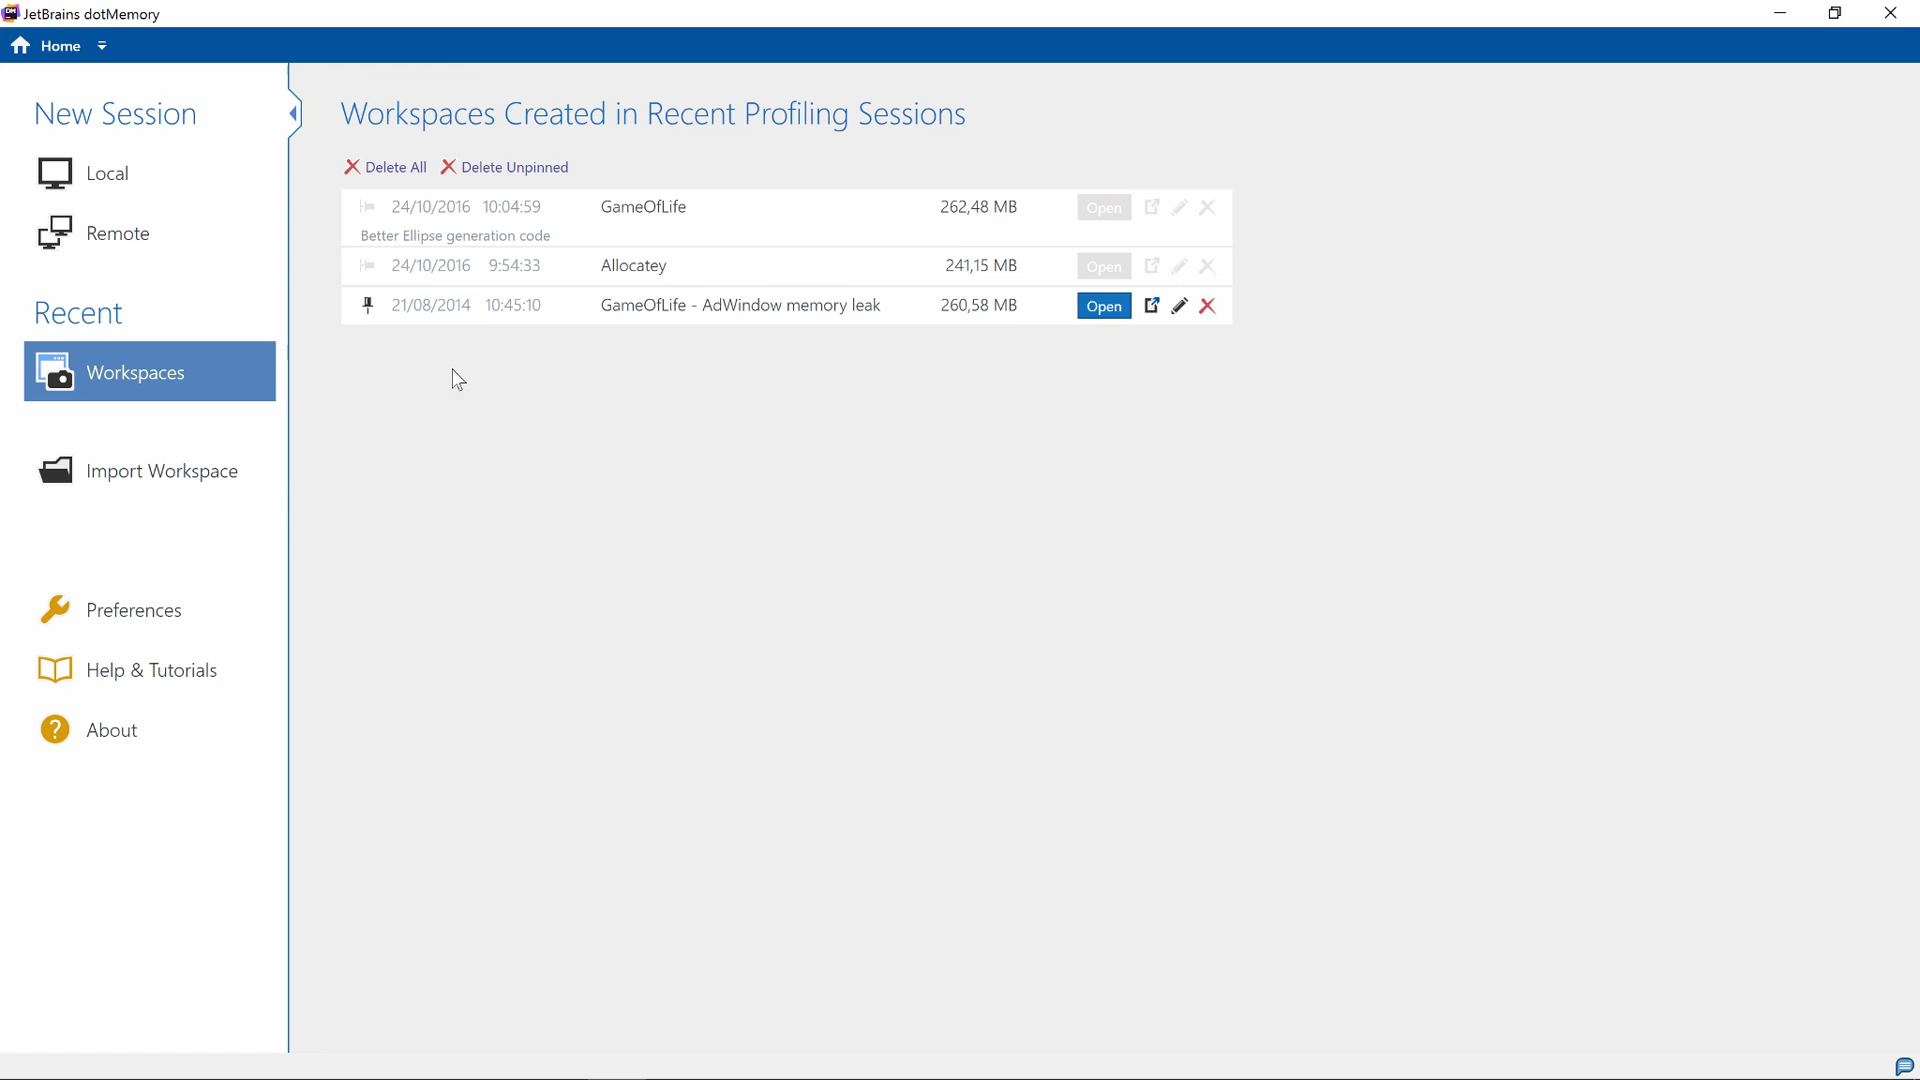 JetBrains dotMemory
Home
New Session
Local
Remote
Recent
Workspaces
Import Workspace
Preferences
Help & Tutorials
About
Workspaces Created in Recent Profiling Sessions
Delete All Delete Unpinned
24/10/2016 10:04:59 GameOfLife 262,48 MB Open
Better Ellipse generation code
24/10/2016 9:54:33 Allocatey 241,15 MB Open
21/08/2014 10:45:10 GameOfLife - AdWindow memory leak 260,58 MB Open